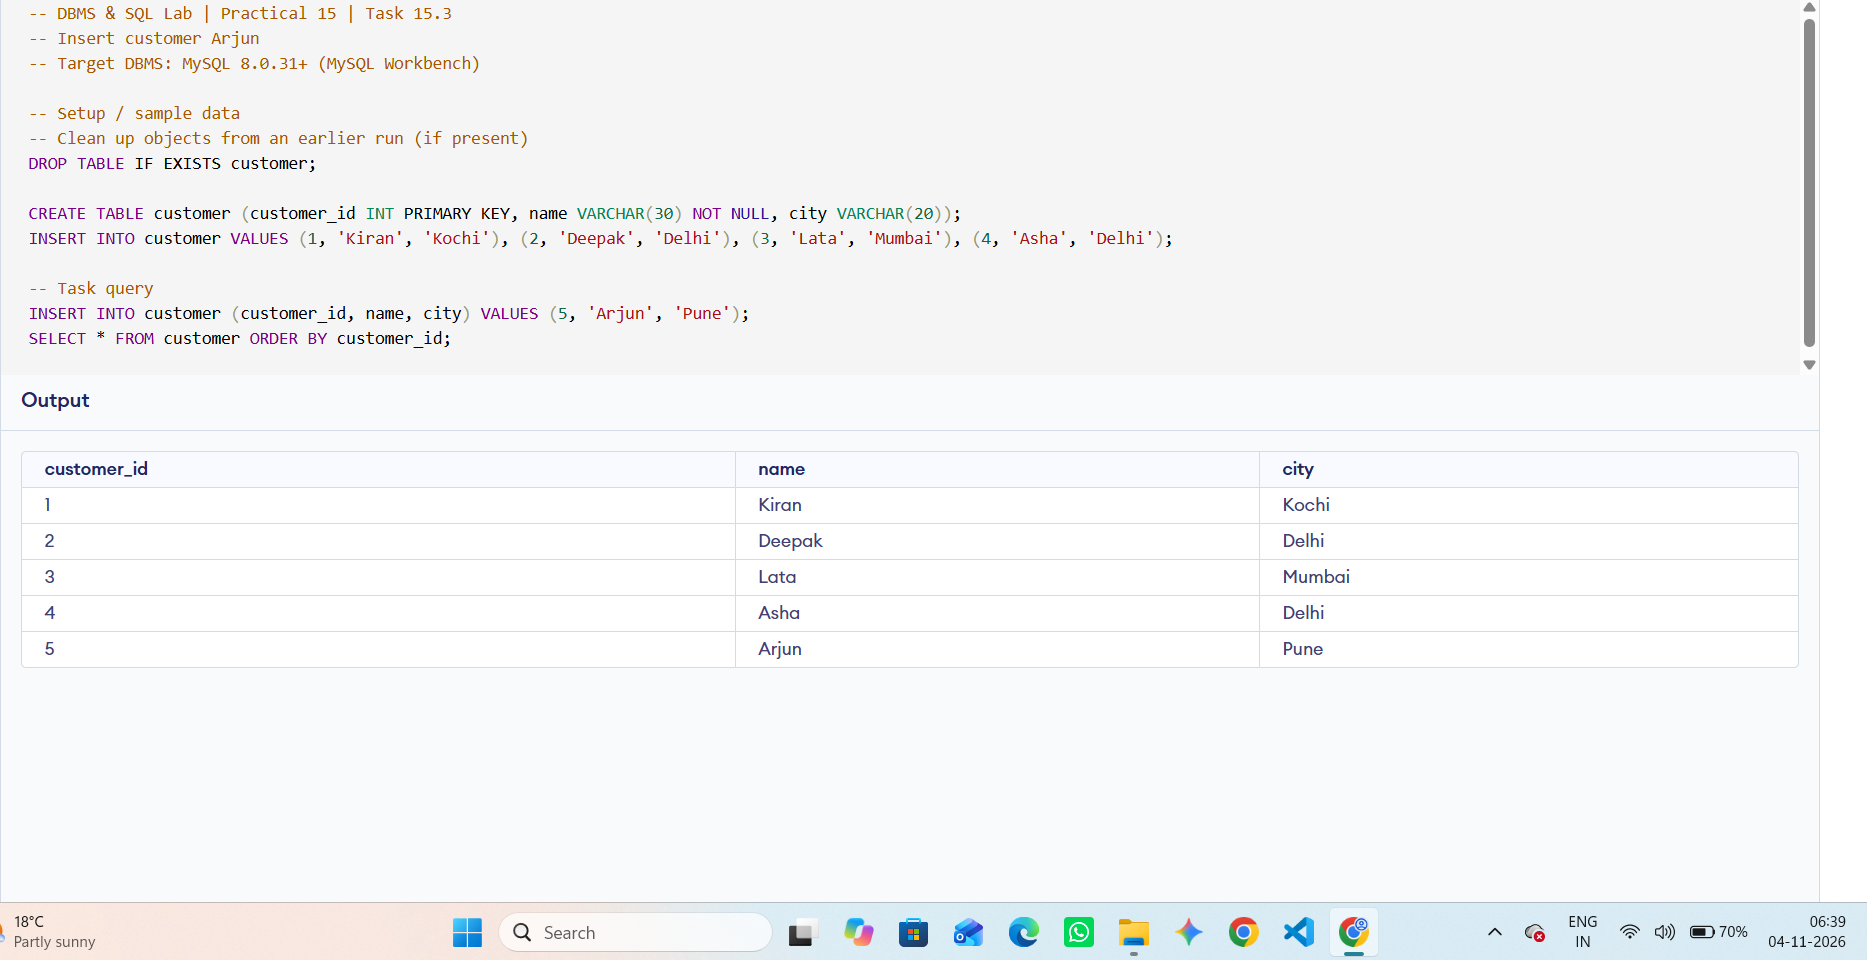 -- DBMS & SQL Lab | Practical 15 | Task 15.3
-- Insert customer Arjun
-- Target DBMS: MySQL 8.0.31+ (MySQL Workbench)
-- Setup / sample data
-- Clean up objects from an earlier run (if present)
DROP TABLE IF EXISTS customer;
CREATE TABLE customer (customer_id INT PRIMARY KEY, name VARCHAR(30) NOT NULL, city VARCHAR(20));
INSERT INTO customer VALUES (1, 'Kiran', 'Kochi'), (2, 'Deepak', 'Delhi'), (3, 'Lata', 'Mumbai'), (4, 'Asha', 'Delhi');
-- Task query
INSERT INTO customer (customer_id, name, city) VALUES (5, 'Arjun', 'Pune');
SELECT * FROM customer ORDER BY customer_id;
Output
customer_id name city
1 Kiran Kochi
2 Deepak Delhi
3 Lata Mumbai
4 Asha Delhi
5 Arjun Pune
18°C
Partly sunny
Search
ENG
IN
70%
06:39
04-11-2026